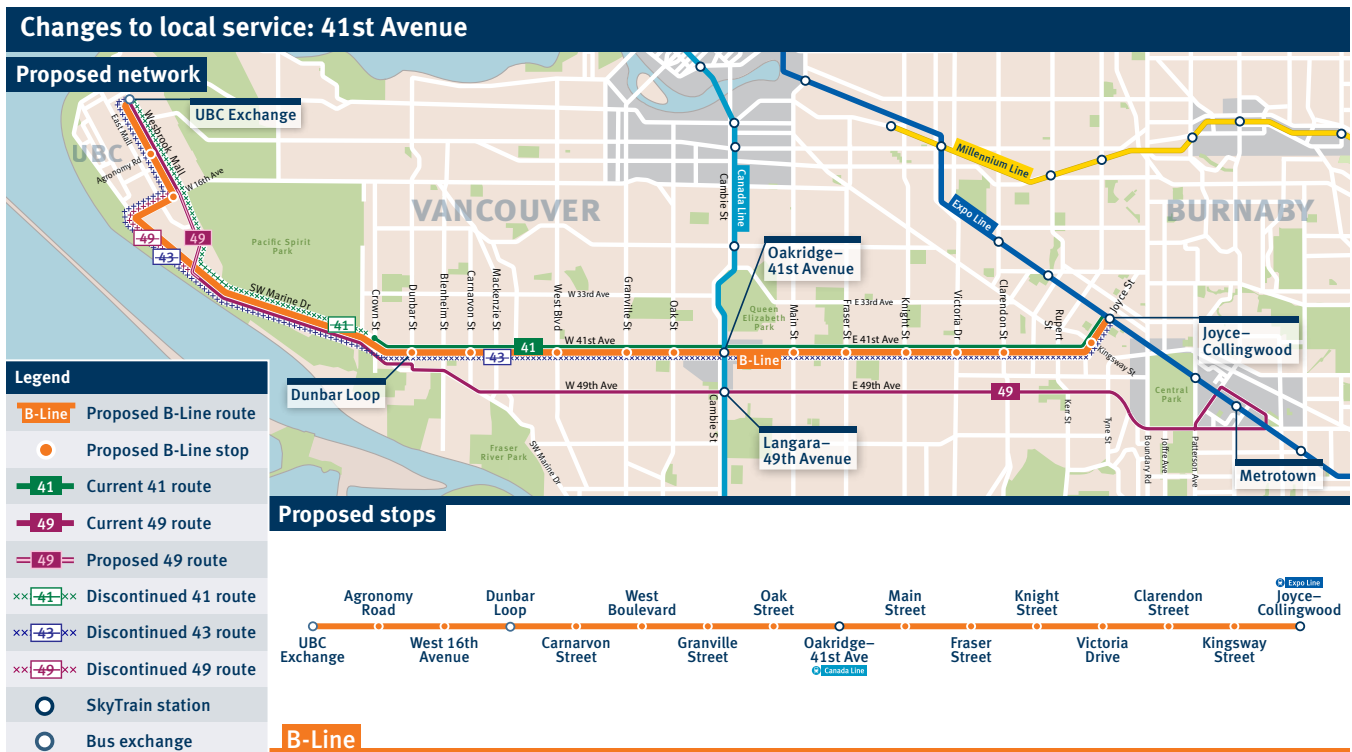 Changes to local service: 41st Avenue
Proposed network
UBC Exchange
UBC
East Mall
Wesbrook Mall
Agronomy Rd
W 16th Ave
49
49
43
Pacific Spirit
Park
SW Marine Dr
41
VANCOUVER
BURNABY
Canada Line
Cambie St
Millennium Line
Expo Line
Oakridge–
41st Avenue
Crown St
Dunbar St
Blenheim St
Carnarvon St
Mackenzie St
West Blvd
W 33rd Ave
Granville St
Oak St
Queen
Elizabeth
Park
Main St
E 33rd Ave
Fraser St
Knight St
Victoria Dr
Clarendon St
Rupert
St
Joyce St
Joyce–
Collingwood
41
W 41st Ave
E 41st Ave
43
B-Line
Kingsway St
Dunbar Loop
W 49th Ave
E 49th Ave
49
Central
Park
Cambie St
Langara–
49th Avenue
Fraser
River Park
SW Marine Dr
Kerr St
Tyne St
Boundary Rd
Joffre Ave
Patterson Ave
Metrotown
Legend
B-Line Proposed B-Line route
Proposed B-Line stop
41 Current 41 route
49 Current 49 route
49 Proposed 49 route
41 Discontinued 41 route
43 Discontinued 43 route
49 Discontinued 49 route
SkyTrain station
Bus exchange
Proposed stops
UBC
Exchange
Agronomy
Road
West 16th
Avenue
Dunbar
Loop
Carnarvon
Street
West
Boulevard
Granville
Street
Oak
Street
Oakridge–
41st Ave
Canada Line
Main
Street
Fraser
Street
Knight
Street
Victoria
Drive
Clarendon
Street
Kingsway
Street
Expo Line
Joyce–
Collingwood
B-Line